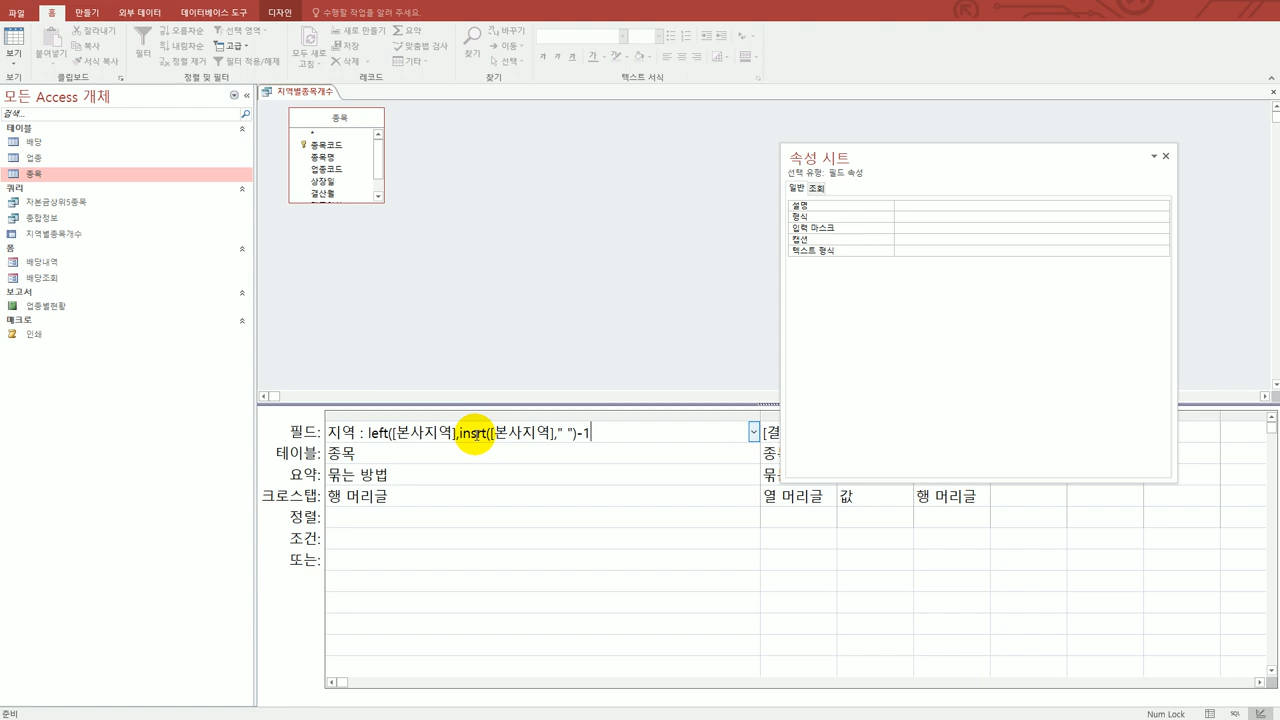 파일 홈 만들기 외부 데이터 데이터베이스 도구 디자인 수행할 작업을 알려 주세요.
보기 붙여넣기 잘라내기 복사 서식 복사
필터 오름차순 내림차순 정렬 제거 선택 영역 고급 필터 적용/해제
모두 새로 고침 새로 만들기 저장 삭제 요약 맞춤법 검사 기타
찾기 바꾸기 이동 선택
가 가 가
보기 클립보드 정렬 및 필터 레코드 찾기 텍스트 서식
모든 Access 개체
검색...
테이블
배당
업종
종목
쿼리
자본금상위5종목
종합정보
지역별종목개수
폼
배당내역
배당조회
보고서
업종별현황
매크로
인쇄
지역별종목개수
종목
*
종목코드
종목명
업종코드
상장일
결산월
속성 시트
선택 유형: 필드 속성
일반 조회
설명
형식
입력 마스크
캡션
텍스트 형식
필드: 지역 : left([본사지역],insrt([본사지역]," ")-1 [결
테이블: 종목
요약: 묶는 방법
크로스탭: 행 머리글 열 머리글 값 행 머리글
정렬:
조건:
또는:
준비 Num Lock SQL